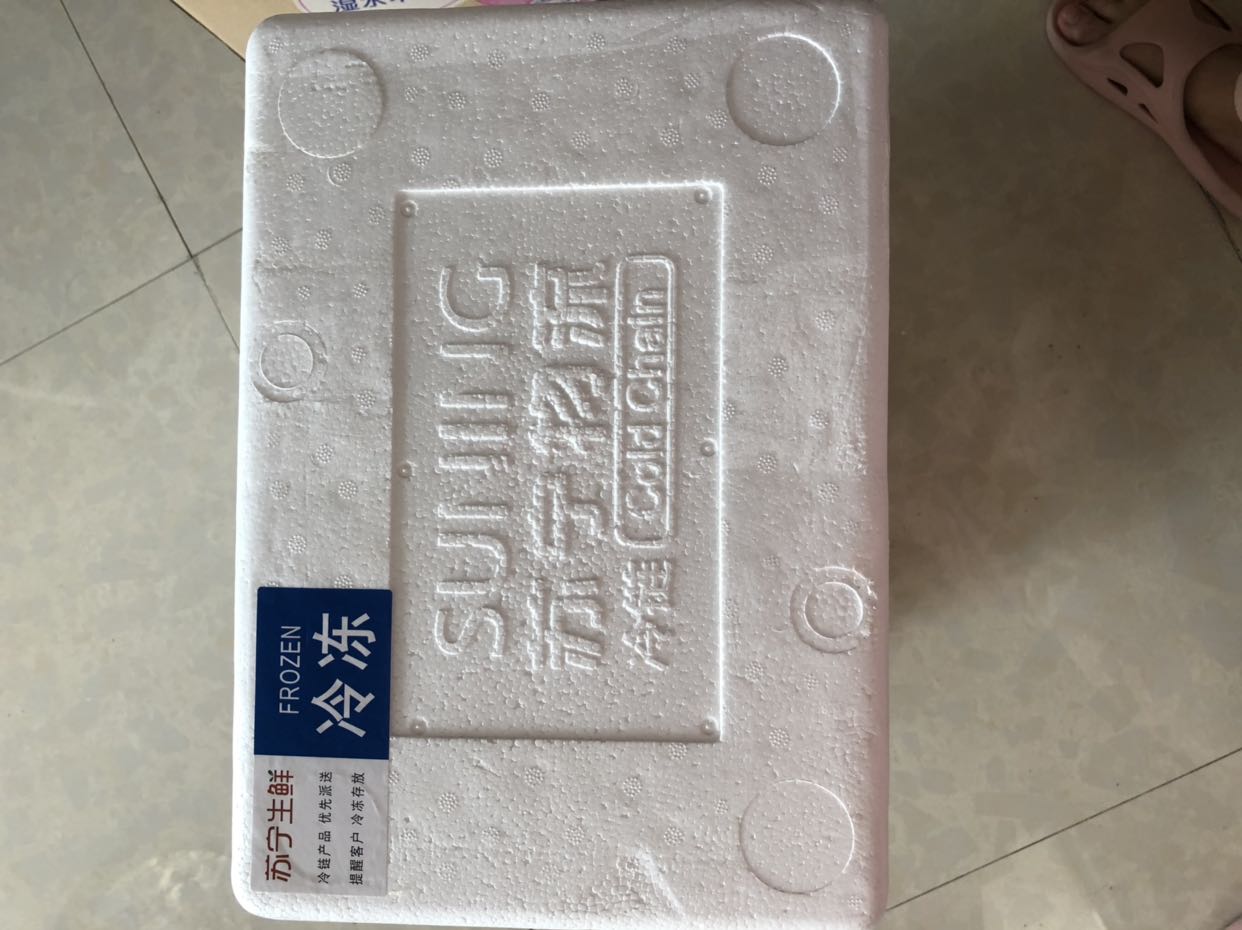 SUNING
苏宁物流
冷链 Cold Chain
苏宁生鲜
冷链产品 优先派送
提醒客户 冷冻存放
FROZEN
冷冻